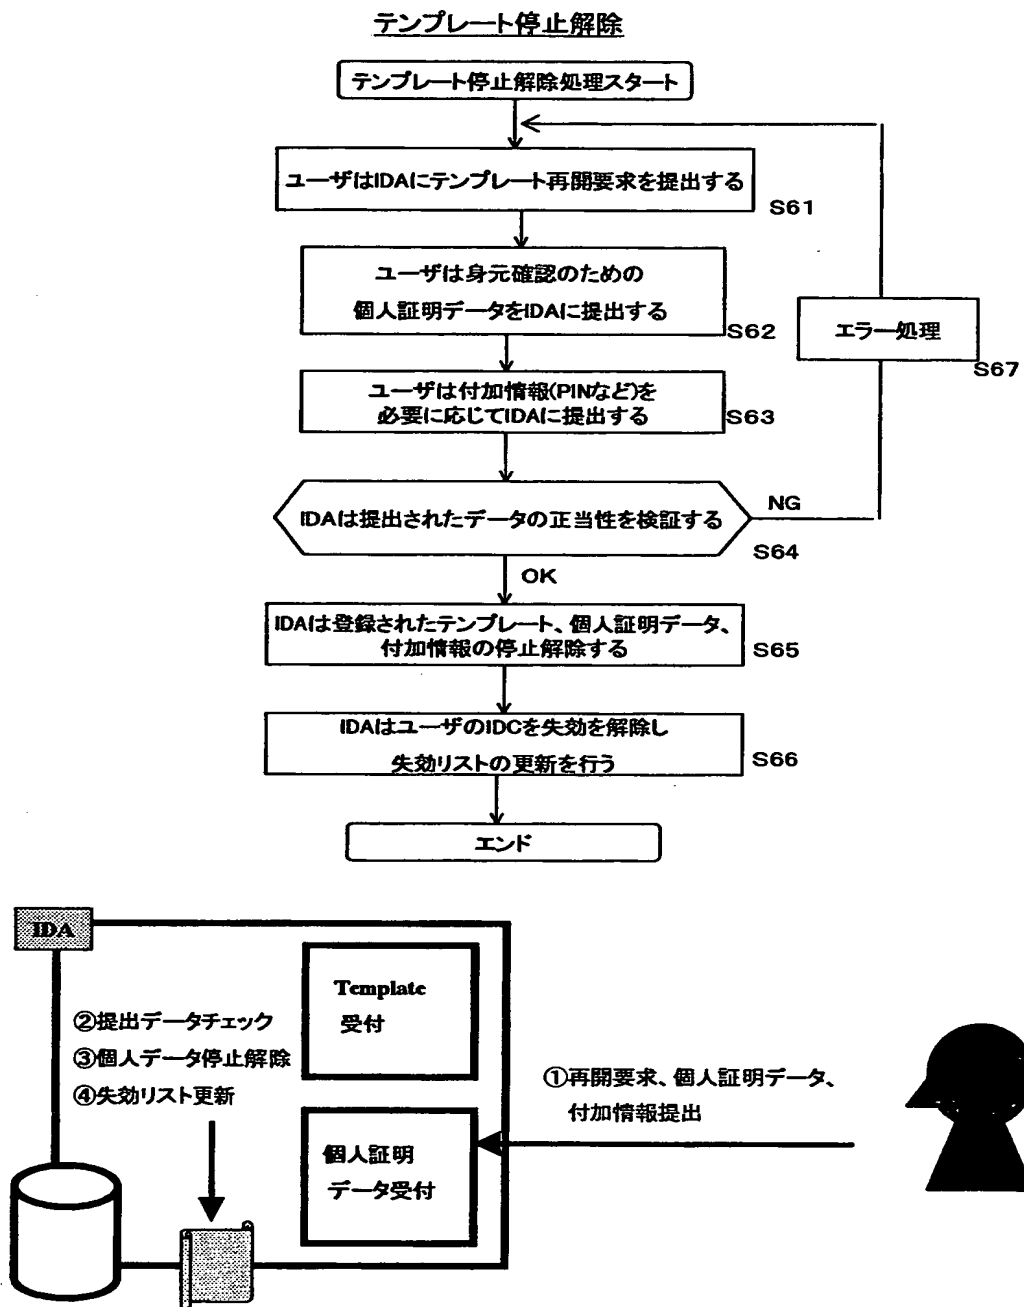 テンプレート停止解除
テンプレート停止解除処理スタート
ユーザはIDAにテンプレート再開要求を提出する
S61
ユーザは身元確認のための
個人証明データをIDAに提出する
S62
エラー処理
S67
ユーザは付加情報(PINなど)を
必要に応じてIDAに提出する
S63
IDAは提出されたデータの正当性を検証する
NG
S64
OK
IDAは登録されたテンプレート、個人証明データ、
付加情報の停止解除する
S65
IDAはユーザのIDCを失効を解除し
失効リストの更新を行う
S66
エンド
IDA
Template
受付
②提出データチェック
③個人データ停止解除
④失効リスト更新
①再開要求、個人証明データ、
付加情報提出
個人証明
データ受付